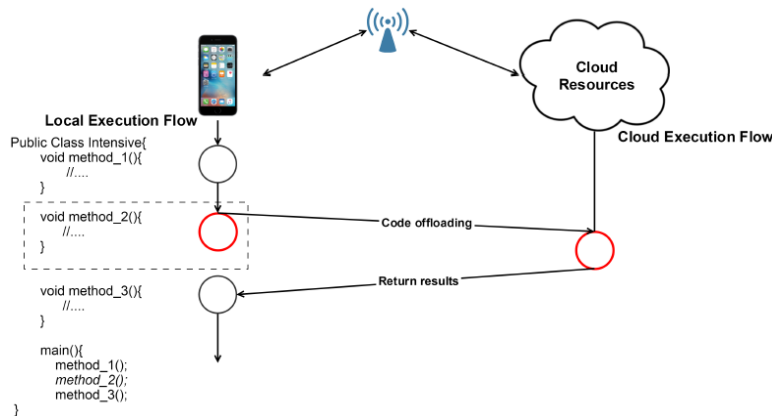 Cloud
Resources
Local Execution Flow
Cloud Execution Flow
Public Class Intensive{
void method_1(){
//....
}
void method_2(){
//....
}
Code offloading
Return results
void method_3(){
//....
}
main(){
method_1();
method_2();
method_3();
}